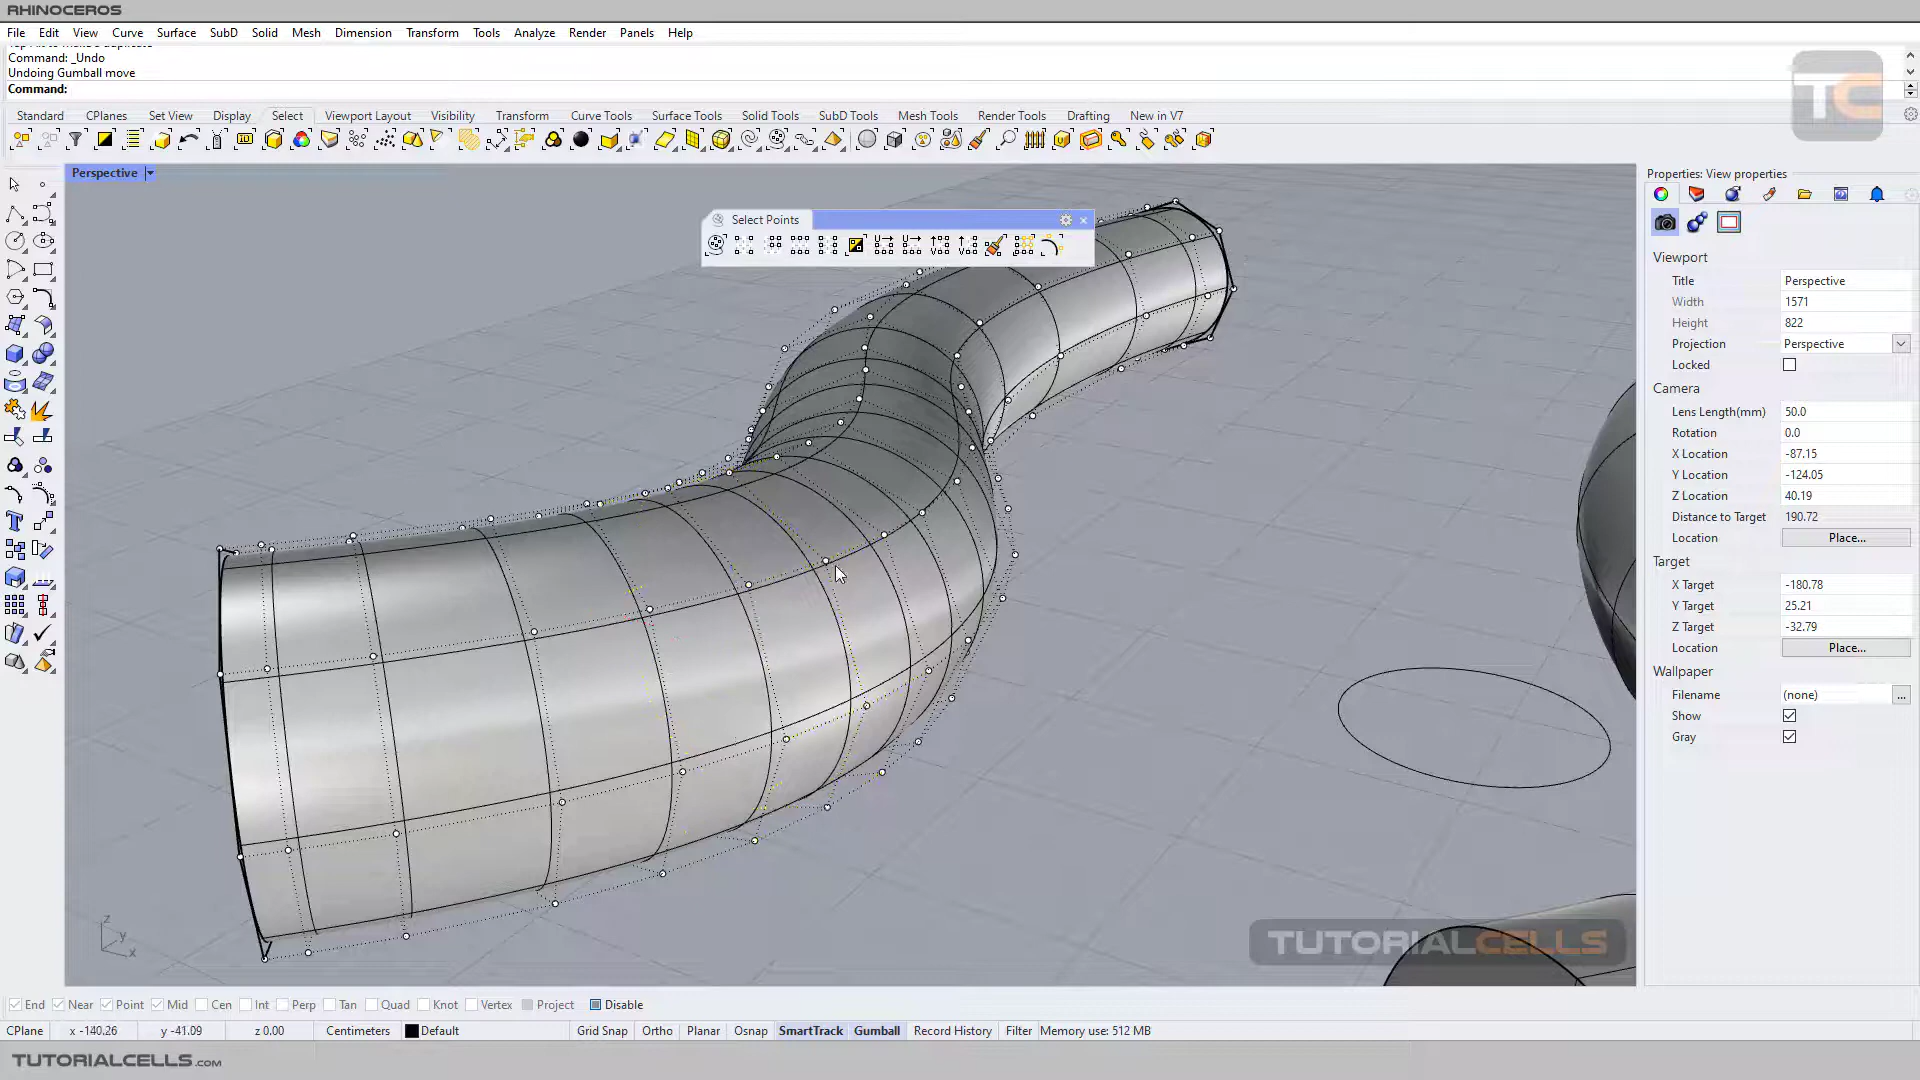 RHINOCEROS
File Edit View Curve Surface SubD Solid Mesh Dimension Transform Tools Analyze Render Panels Help
Command: _Undo
Undoing Gumball move
Command:
Standard CPlanes Set View Display Select Viewport Layout Visibility Transform Curve Tools Surface Tools Solid Tools SubD Tools Mesh Tools Render Tools Drafting New in V7
TC
Perspective
Select Points
Properties: View properties
Viewport
Title Perspective
Width 1571
Height 822
Projection Perspective
Locked
Camera
Lens Length(mm) 50.0
Rotation 0.0
X Location -87.15
Y Location -124.05
Z Location 40.19
Distance to Target 190.72
Location Place...
Target
X Target -180.78
Y Target 25.21
Z Target -32.79
Location Place...
Wallpaper
Filename (none) ...
Show
Gray
z
y
x
TUTORIALCELLS
End Near Point Mid Cen Int Perp Tan Quad Knot Vertex Project Disable
CPlane x -140.26 y -41.09 z 0.00 Centimeters Default Grid Snap Ortho Planar Osnap SmartTrack Gumball Record History Filter Memory use: 512 MB
TUTORIALCELLS.COM